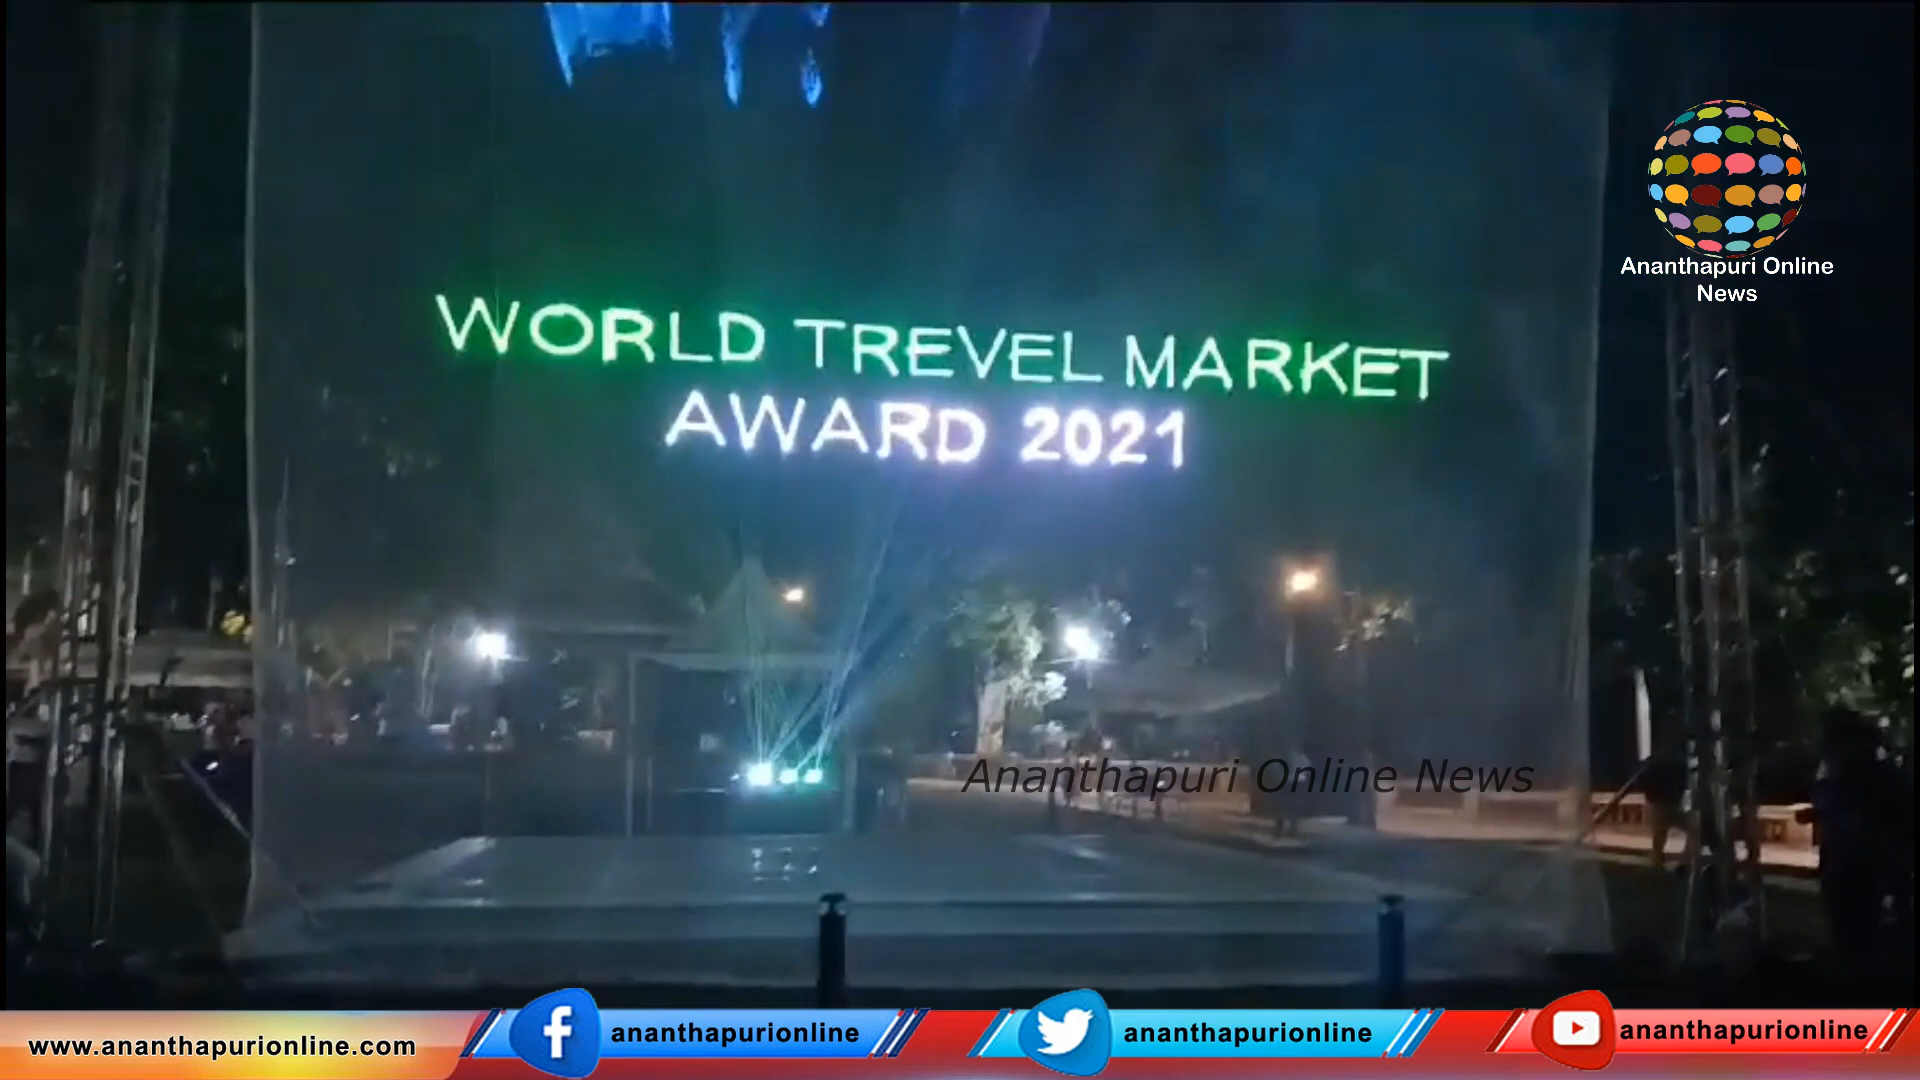 Ananthapuri Online
News
WORLD TREVEL MARKET
AWARD 2021
Ananthapuri Online News
www.ananthapurionline.com
ananthapurionline
ananthapurionline
ananthapurionline